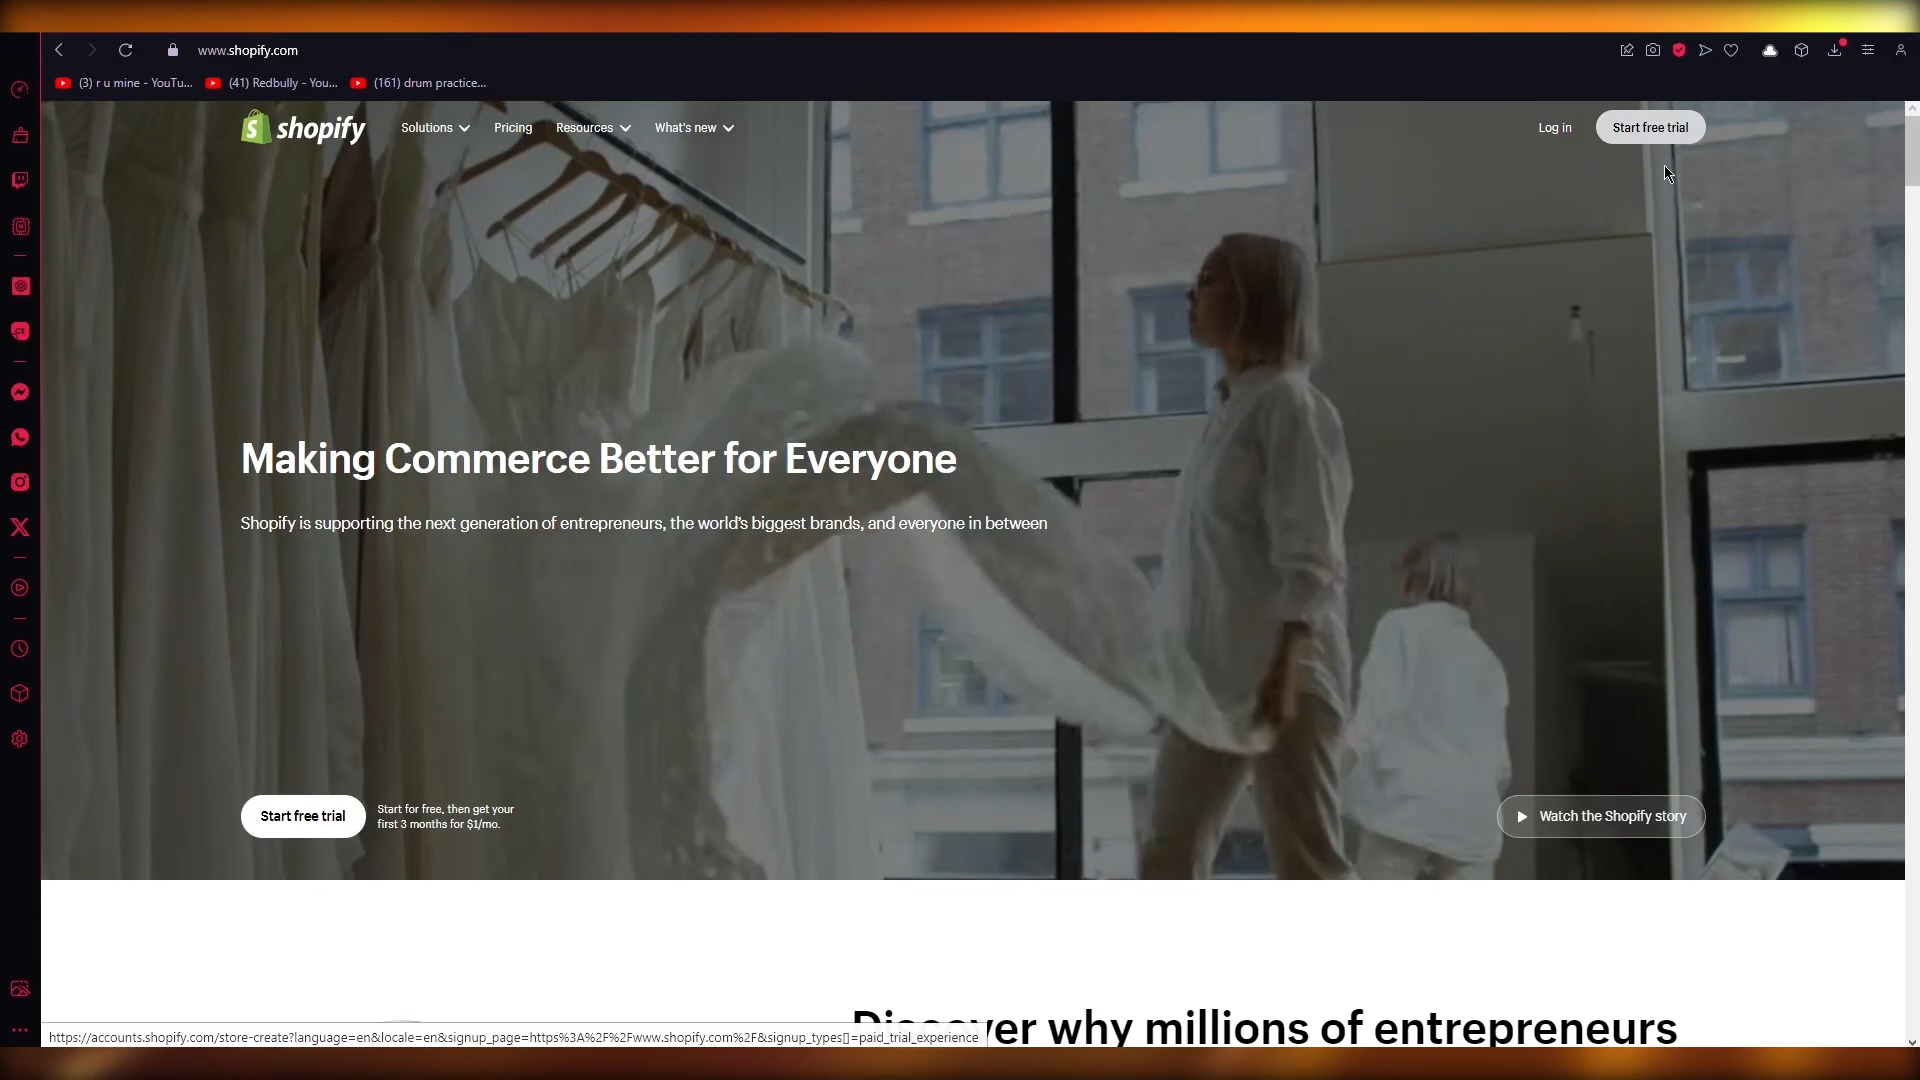 www.shopify.com
(3) r u mine - YouTu...
(41) Redbully - You...
(161) drum practice...
shopify
Solutions
Pricing
Resources
What's new
Log in
Start free trial
Making Commerce Better for Everyone
Shopify is supporting the next generation of entrepreneurs, the world's biggest brands, and everyone in between
Start free trial
Start for free, then get your
first 3 months for $1/mo.
Watch the Shopify story
Discover why millions of entrepreneurs
https://accounts.shopify.com/store-create?language=en&locale=en&signup_page=https%3A%2F%2Fwww.shopify.com%2F&signup_types[]=paid_trial_experience